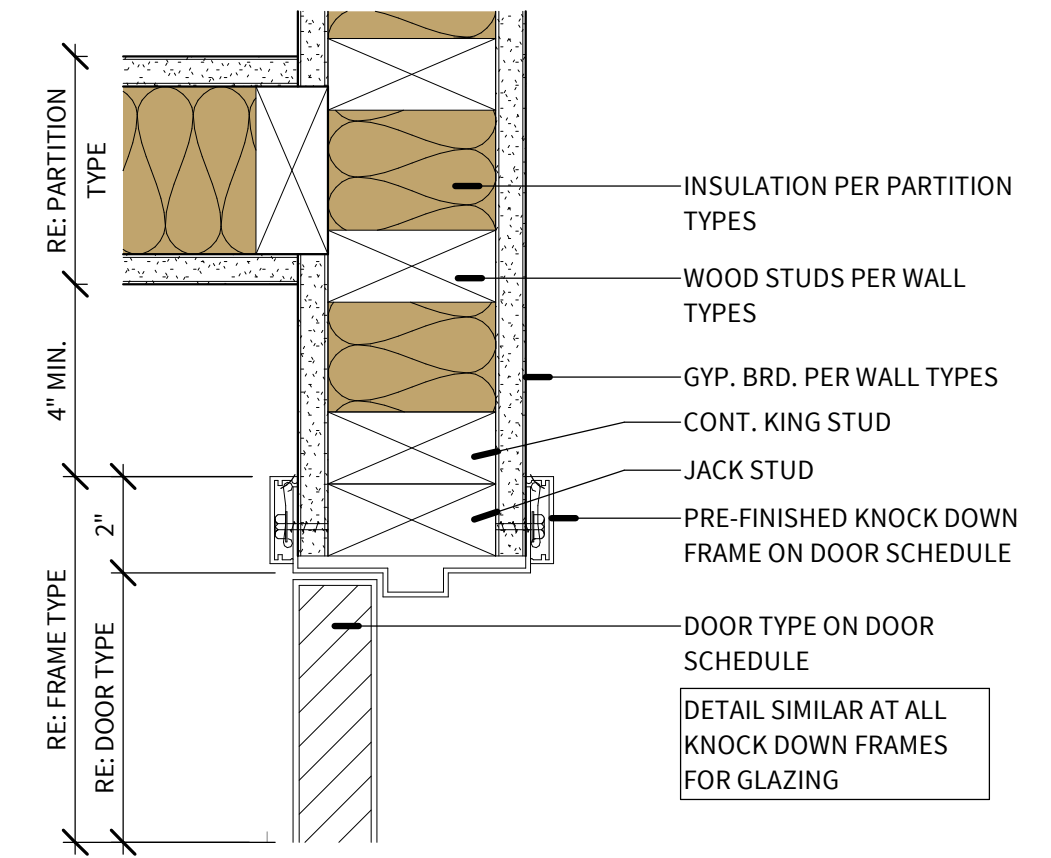 RE: PARTITION
TYPE
4" MIN.
2"
RE: FRAME TYPE
RE: DOOR TYPE
INSULATION PER PARTITION
TYPES
WOOD STUDS PER WALL
TYPES
GYP. BRD. PER WALL TYPES
CONT. KING STUD
JACK STUD
PRE-FINISHED KNOCK DOWN
FRAME ON DOOR SCHEDULE
DOOR TYPE ON DOOR
SCHEDULE
DETAIL SIMILAR AT ALL
KNOCK DOWN FRAMES
FOR GLAZING